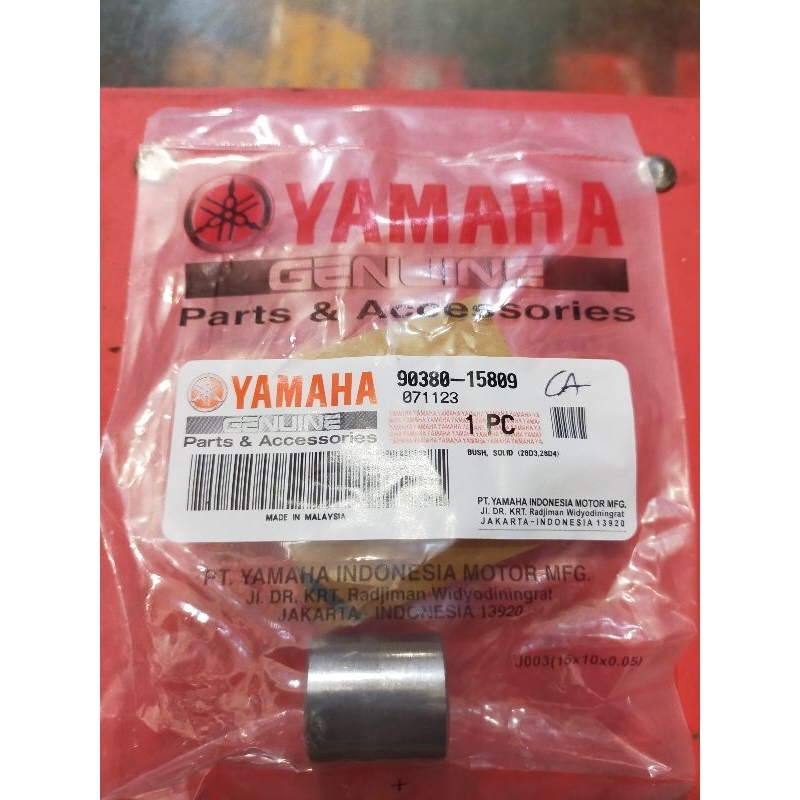 YAMAHA
GENUINE
Parts & Accessories
YAMAHA
GENUINE
Parts & Accessories
90380-15809
CA
071123
1 PC
BUSH, SOLID (28D3,28D4)
MADE IN MALAYSIA
PT. YAMAHA INDONESIA MOTOR MFG.
Jl. DR. KRT. Radjiman Widyodiningrat
JAKARTA-INDONESIA 13920
PT. YAMAHA INDONESIA MOTOR MFG.
Jl. DR. KRT. Radjiman Widyodiningrat
JAKARTA - INDONESIA 13920
J003(15x10x0.05)
+